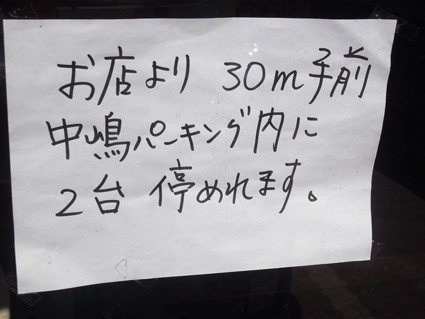 お店より 30m手前
中嶋パーキング内に
2台 停めれます。